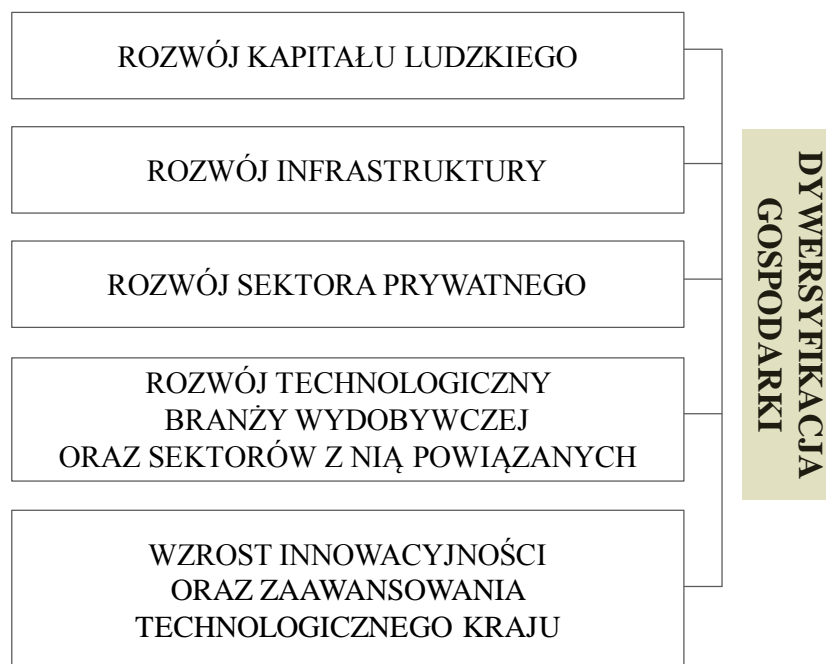 ROZWÓJ KAPITAŁU LUDZKIEGO
ROZWÓJ INFRASTRUKTURY
ROZWÓJ SEKTORA PRYWATNEGO
ROZWÓJ TECHNOLOGICZNY
BRANŻY WYDOBYWCZEJ
ORAZ SEKTORÓW Z NIĄ POWIĄZANYCH
WZROST INNOWACYJNOŚCI
ORAZ ZAAWANSOWANIA
TECHNOLOGICZNEGO KRAJU
DYWERSYFIKACJA
GOSPODARKI